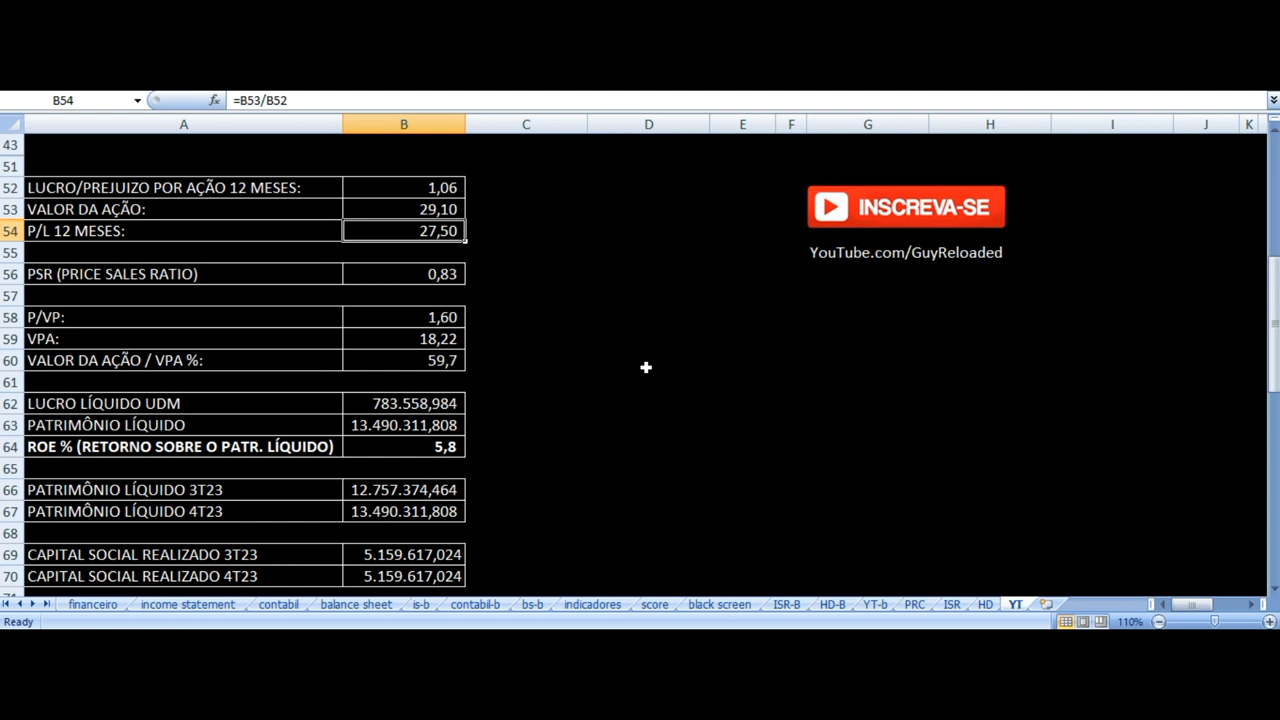 B54 fx =B53/B52
A B C D E F G H I J K
43
51
52 LUCRO/PREJUIZO POR AÇÃO 12 MESES: 1,06
53 VALOR DA AÇÃO: 29,10
54 P/L 12 MESES: 27,50
55
56 PSR (PRICE SALES RATIO) 0,83
57
58 P/VP: 1,60
59 VPA: 18,22
60 VALOR DA AÇÃO / VPA %: 59,7
61
62 LUCRO LÍQUIDO UDM 783.558,984
63 PATRIMÔNIO LÍQUIDO 13.490.311,808
64 ROE % (RETORNO SOBRE O PATR. LÍQUIDO) 5,8
65
66 PATRIMÔNIO LÍQUIDO 3T23 12.757.374,464
67 PATRIMÔNIO LÍQUIDO 4T23 13.490.311,808
68
69 CAPITAL SOCIAL REALIZADO 3T23 5.159.617,024
70 CAPITAL SOCIAL REALIZADO 4T23 5.159.617,024
INSCREVA-SE
YouTube.com/GuyReloaded
financeiro income statement contabil balance sheet is-b contabil-b bs-b indicadores score black screen ISR-B HD-B YT-b PRC ISR HD YT
Ready 110%